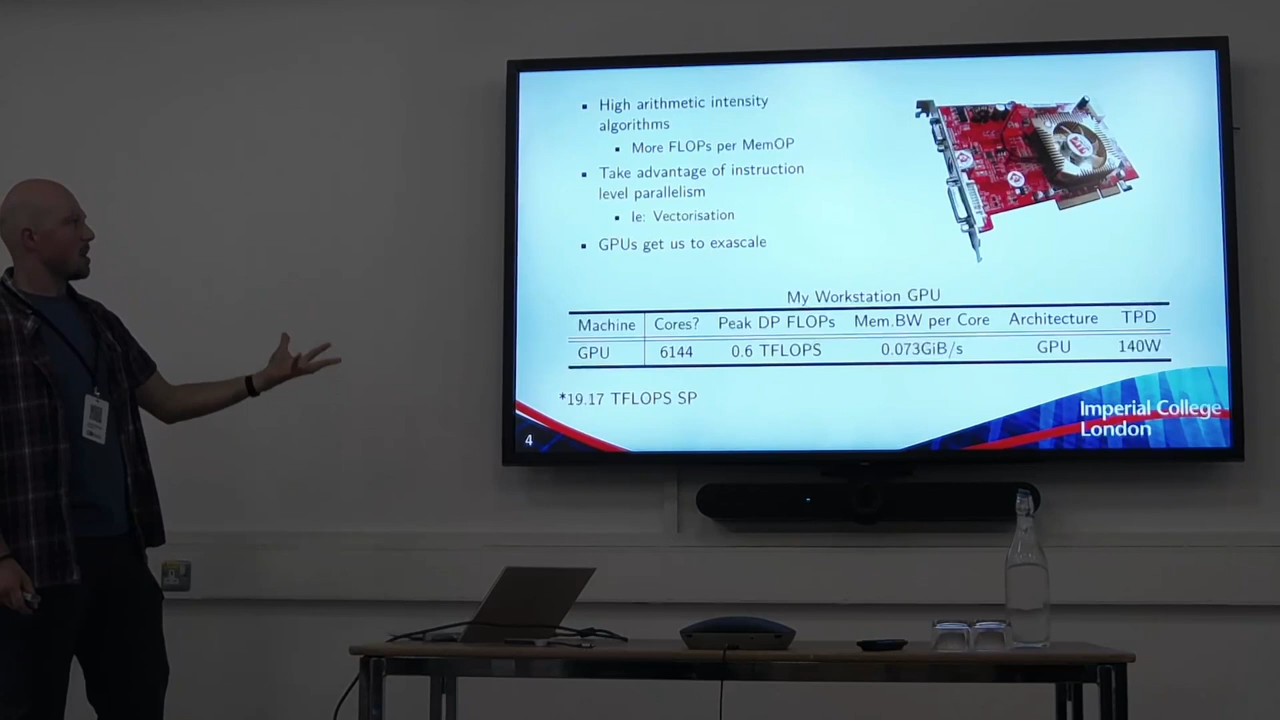 High arithmetic intensity
algorithms
More FLOPs per MemOP
Take advantage of instruction
level parallelism
Ie: Vectorisation
GPUs get us to exascale
My Workstation GPU
Machine Cores? Peak DP FLOPs Mem.BW per Core Architecture TPD
GPU 6144 0.6 TFLOPS 0.073GiB/s GPU 140W
*19.17 TFLOPS SP
4
Imperial College
London